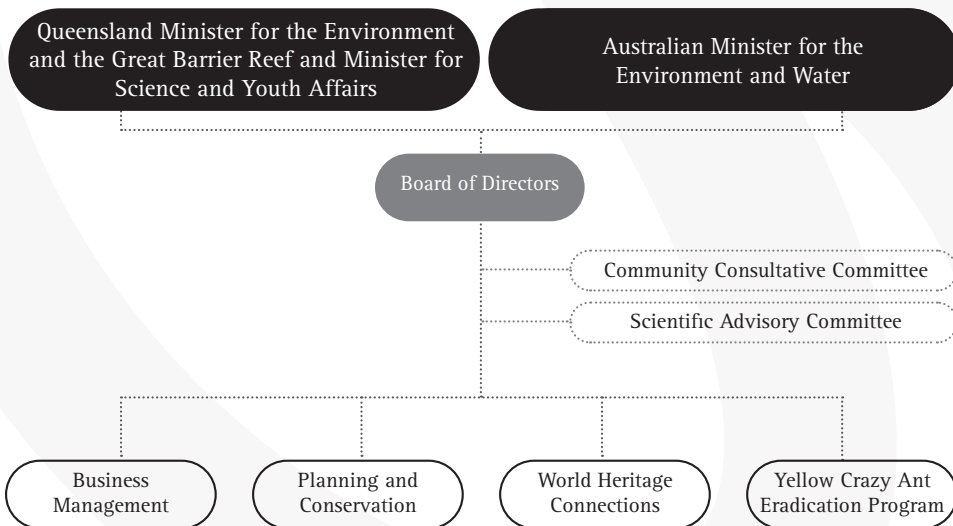 Queensland Minister for the Environment
and the Great Barrier Reef and Minister for
Science and Youth Affairs
Australian Minister for the
Environment and Water
Board of Directors
Community Consultative Committee
Scientific Advisory Committee
Business
Management
Planning and
Conservation
World Heritage
Connections
Yellow Crazy Ant
Eradication Program